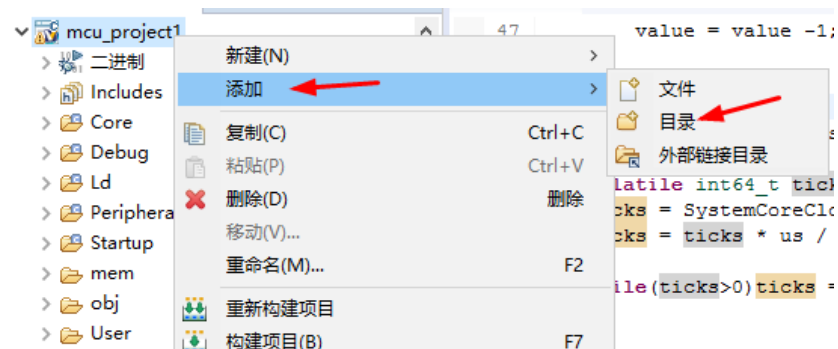 mcu_project1
二进制
Includes
Core
Debug
Ld
Periphera
Startup
mem
obj
User
新建(N)
添加
复制(C) Ctrl+C
粘贴(P) Ctrl+V
删除(D) 删除
移动(V)...
重命名(M)... F2
重新构建项目
构建项目(B) F7
文件
目录
外部链接目录
47 value = value -1;
latile int64_t tick
cks = SystemCoreClo
cks = ticks * us /
ile(ticks>0)ticks =